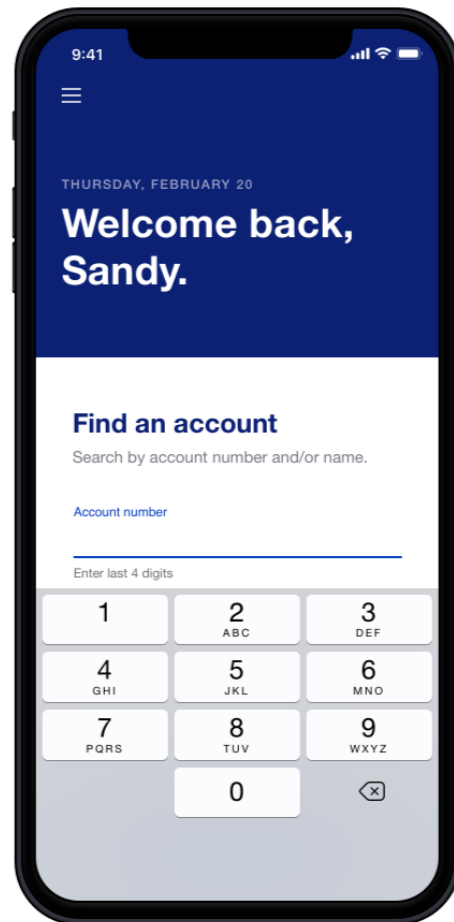 9:41
THURSDAY, FEBRUARY 20
Welcome back,
Sandy.
Find an account
Search by account number and/or name.
Account number
Enter last 4 digits
1 2 3
ABC DEF
4 5 6
GHI JKL MNO
7 8 9
PQRS TUV WXYZ
0